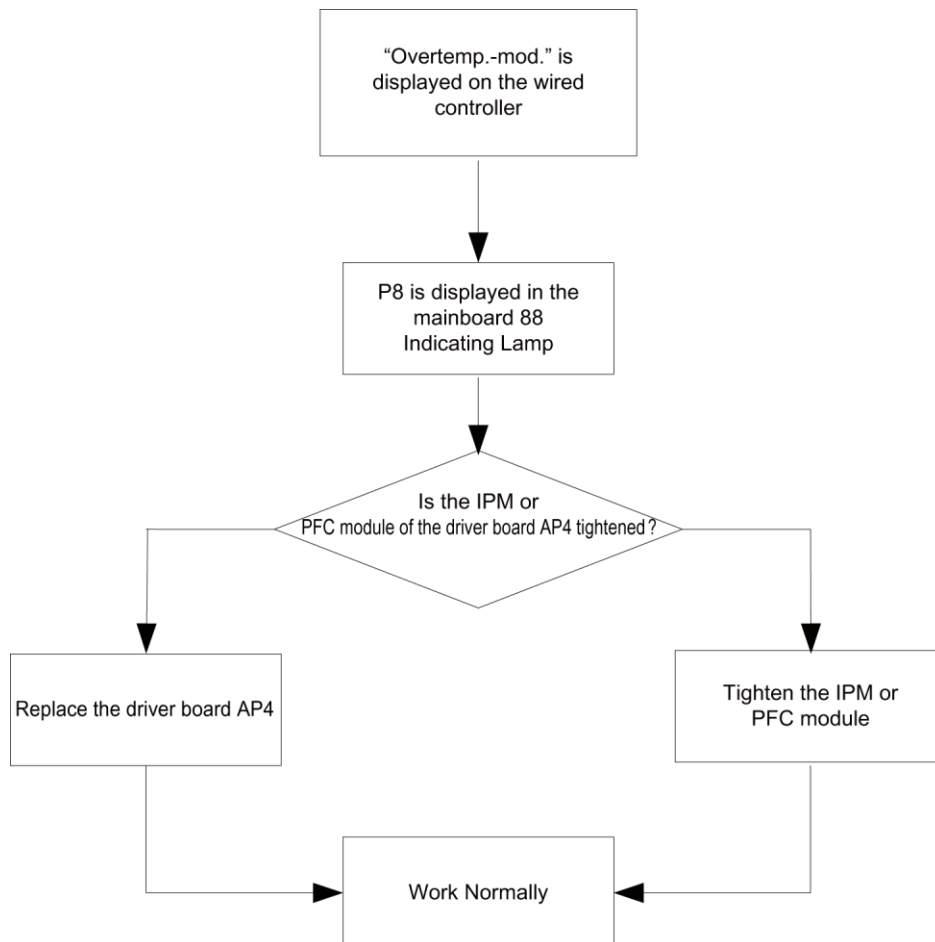 “Overtemp.-mod.” is
displayed on the wired
controller
P8 is displayed in the
mainboard 88
Indicating Lamp
Is the IPM or
PFC module of the driver board AP4 tightened?
Replace the driver board AP4
Tighten the IPM or
PFC module
Work Normally